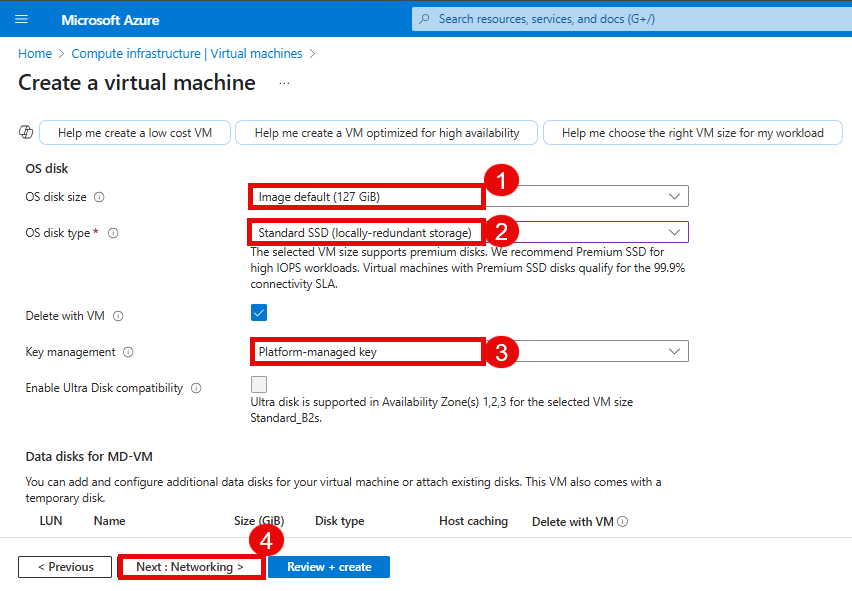 Microsoft Azure
Search resources, services, and docs (G+/)
Home > Compute infrastructure | Virtual machines >
Create a virtual machine ...
Help me create a low cost VM
Help me create a VM optimized for high availability
Help me choose the right VM size for my workload
OS disk
OS disk size
Image default (127 GiB)
1
OS disk type *
Standard SSD (locally-redundant storage)
2
The selected VM size supports premium disks. We recommend Premium SSD for
high IOPS workloads. Virtual machines with Premium SSD disks qualify for the 99.9%
connectivity SLA.
Delete with VM
Key management
Platform-managed key
3
Enable Ultra Disk compatibility
Ultra disk is supported in Availability Zone(s) 1,2,3 for the selected VM size
Standard_B2s.
Data disks for MD-VM
You can add and configure additional data disks for your virtual machine or attach existing disks. This VM also comes with a
temporary disk.
LUN Name Size (GiB) Disk type Host caching Delete with VM
4
< Previous
Next : Networking >
Review + create